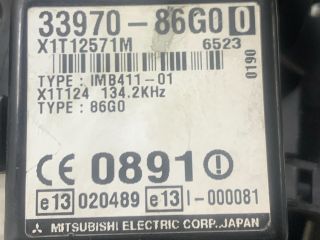 33970-86G0 0
X1T12571M 6523
0190
TYPE : IMB411-01
X1T124 134.2KHz
TYPE : 86G0
CE 0891
e13 020489 e13 I-000081
MITSUBISHI ELECTRIC CORP.,JAPAN